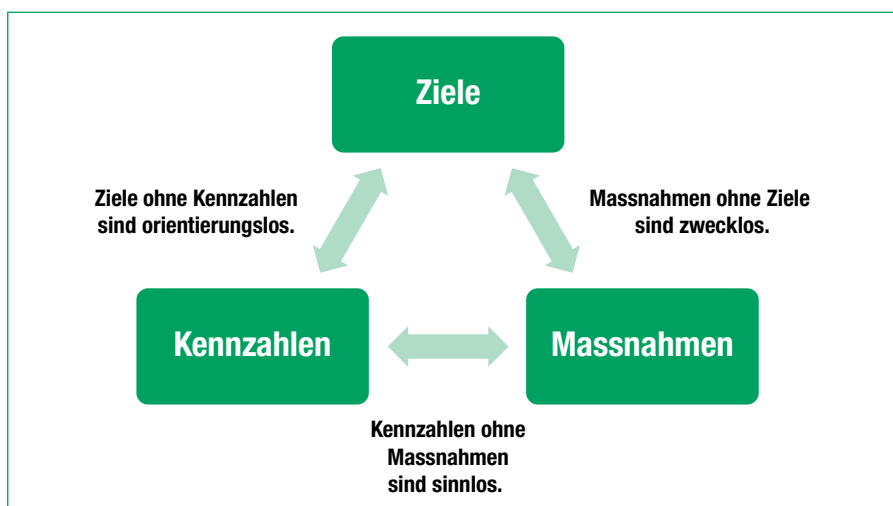 Ziele
Ziele ohne Kennzahlen
sind orientierungslos.
Massnahmen ohne Ziele
sind zwecklos.
Kennzahlen
Massnahmen
Kennzahlen ohne
Massnahmen
sind sinnlos.